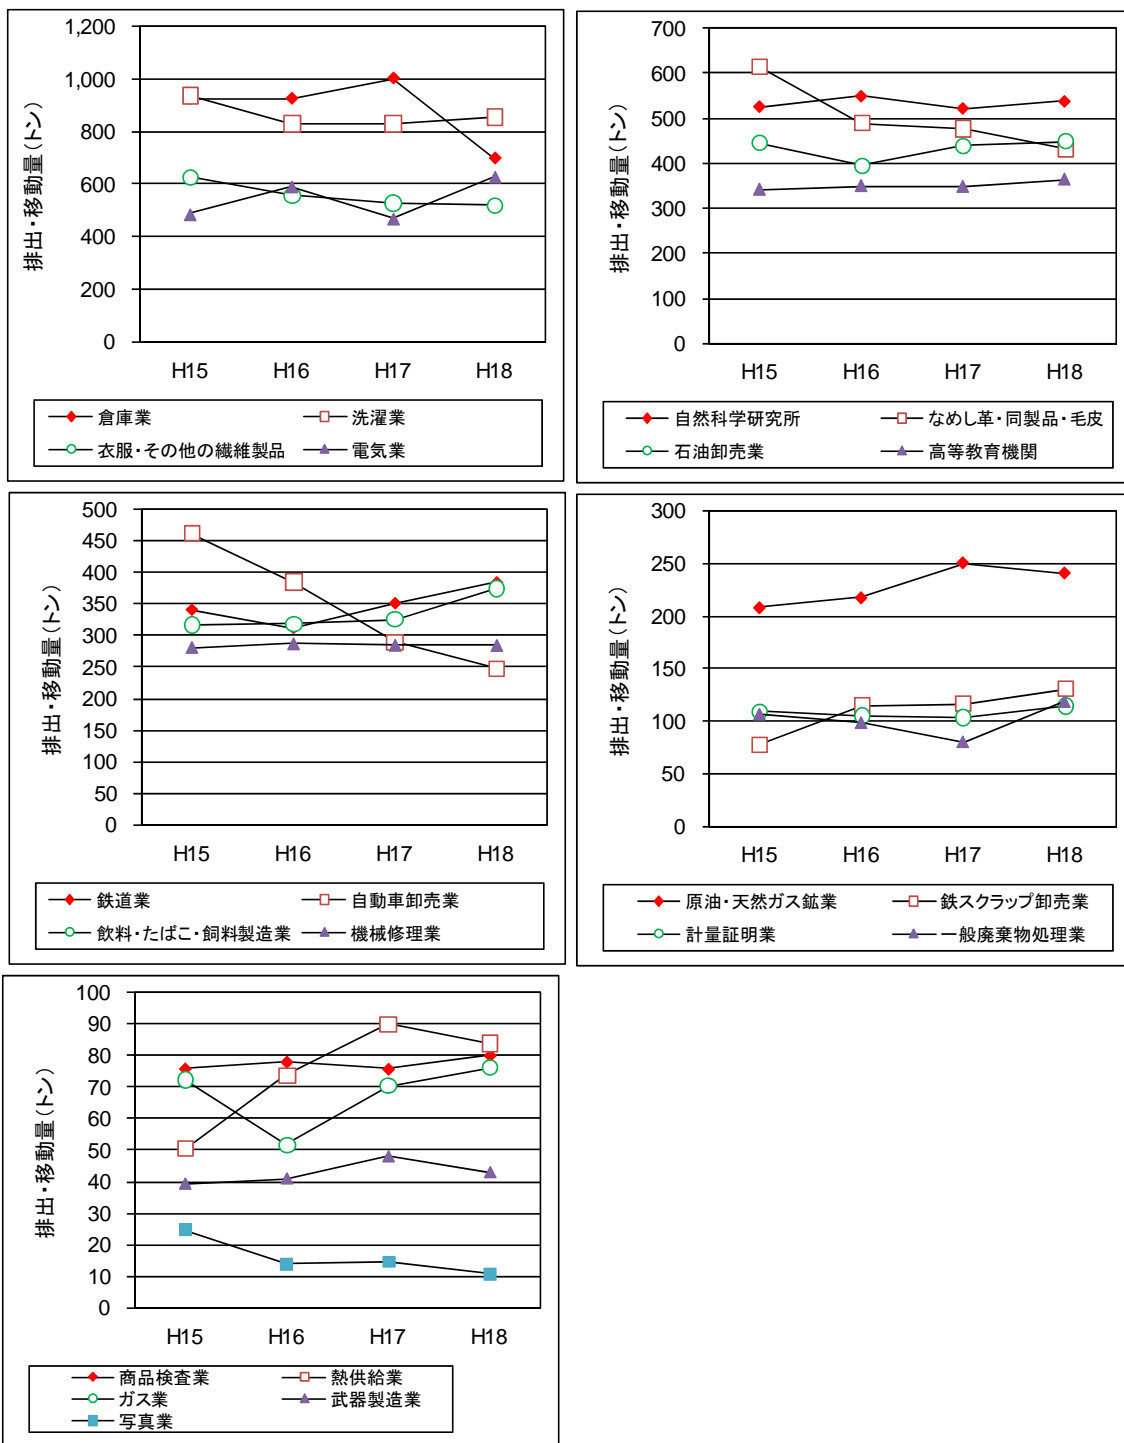 1,200
1,000
800
600
400
200
0
排出・移動量(トン)
H15 H16 H17 H18
倉庫業 洗濯業
衣服・その他の繊維製品 電気業
700
600
500
400
300
200
100
0
排出・移動量(トン)
H15 H16 H17 H18
自然科学研究所 なめし革・同製品・毛皮
石油卸売業 高等教育機関
500
450
400
350
300
250
200
150
100
50
0
排出・移動量(トン)
H15 H16 H17 H18
鉄道業 自動車卸売業
飲料・たばこ・飼料製造業 機械修理業
300
250
200
150
100
50
0
排出・移動量(トン)
H15 H16 H17 H18
原油・天然ガス鉱業 鉄スクラップ卸売業
計量証明業 一般廃棄物処理業
100
90
80
70
60
50
40
30
20
10
0
排出・移動量(トン)
H15 H16 H17 H18
商品検査業 熱供給業
ガス業 武器製造業
写真業